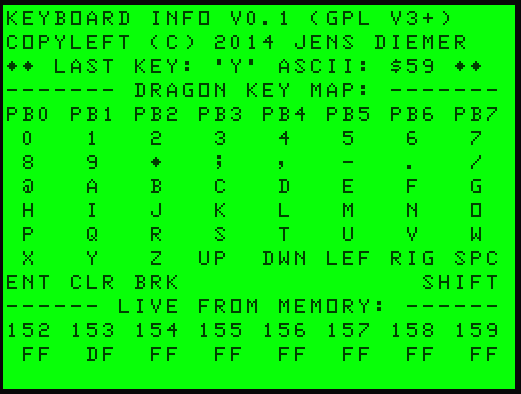 KEYBOARD INFO V0.1 (GPL V3+)
COPYLEFT (C) 2014 JENS DIEMER
** LAST KEY: 'Y' ASCII: $59 **
------- DRAGON KEY MAP: -------
PB0 PB1 PB2 PB3 PB4 PB5 PB6 PB7
0 1 2 3 4 5 6 7
8 9 * ; , - . /
@ A B C D E F G
H I J K L M N O
P Q R S T U V W
X Y Z UP DWN LEF RIG SPC
ENT CLR BRK SHIFT
------ LIVE FROM MEMORY: ------
152 153 154 155 156 157 158 159
FF DF FF FF FF FF FF FF